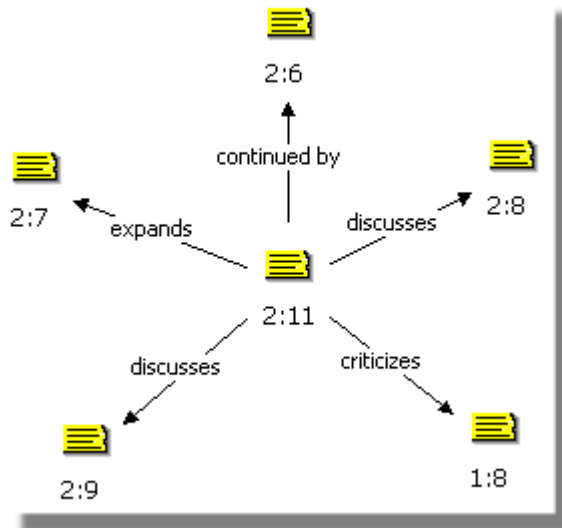 2:6
continued by
2:8
2:7
expands
discusses
2:11
discusses
criticizes
2:9
1:8